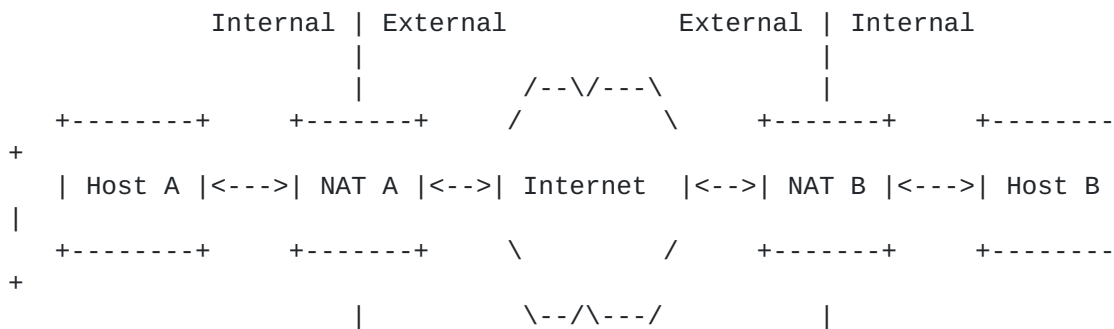 Internal | External          External | Internal
                      |                            |
                      |          /--\/---\         |
    +--------+     +-------+     /        \     +-------+     +--------
+
    | Host A |<--->| NAT A |<-->| Internet  |<-->| NAT B |<--->| Host B
|
    +--------+     +-------+     \        /     +-------+     +--------
+
                      |          \--/\---/         |